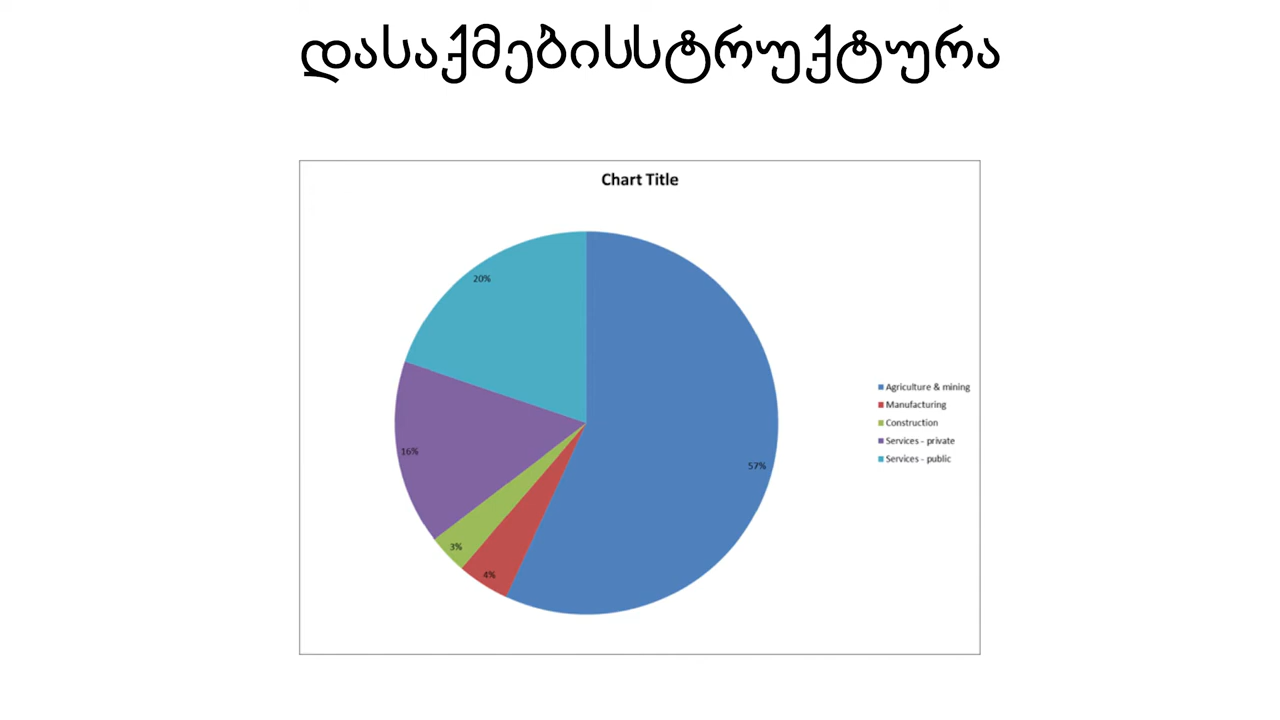 დასაქმებისსტრუქტურა
Chart Title
20%
57%
16%
3%
4%
Agriculture & mining
Manufacturing
Construction
Services - private
Services - public